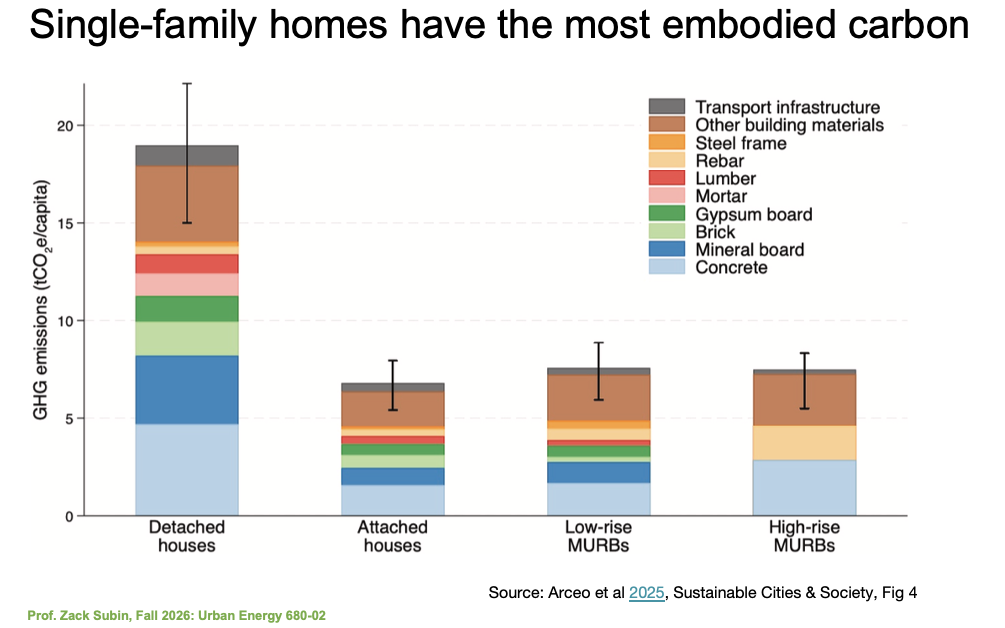 Single-family homes have the most embodied carbon
GHG emissions (tCO₂e/capita)
20
15
10
5
0
Transport infrastructure
Other building materials
Steel frame
Rebar
Lumber
Mortar
Gypsum board
Brick
Mineral board
Concrete
Detached
houses
Attached
houses
Low-rise
MURBs
High-rise
MURBs
Source: Arceo et al 2025, Sustainable Cities & Society, Fig 4
Prof. Zack Subin, Fall 2026: Urban Energy 680-02